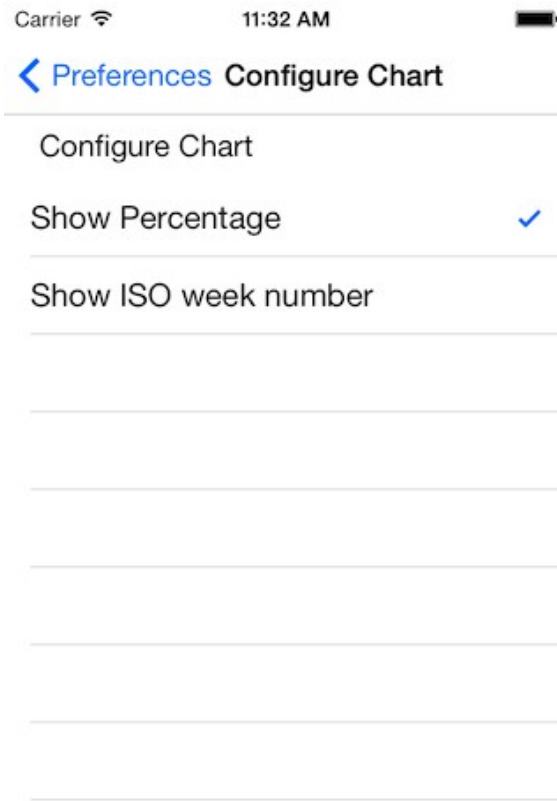 Carrier 11:32 AM
Preferences Configure Chart
Configure Chart
Show Percentage
Show ISO week number